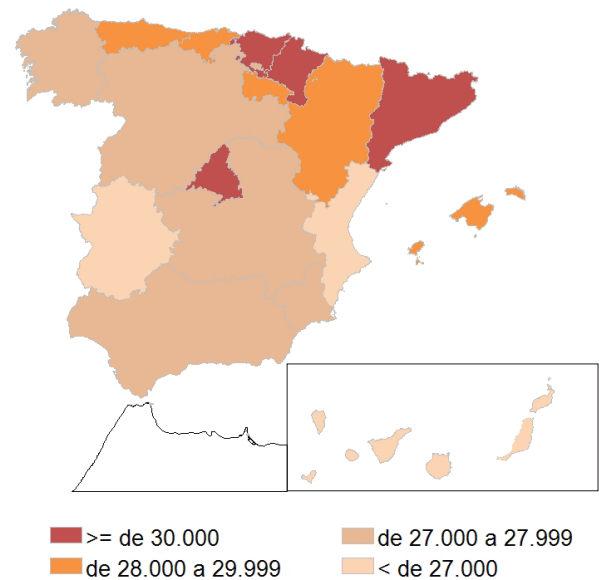 >= de 30.000
de 27.000 a 27.999
de 28.000 a 29.999
< de 27.000